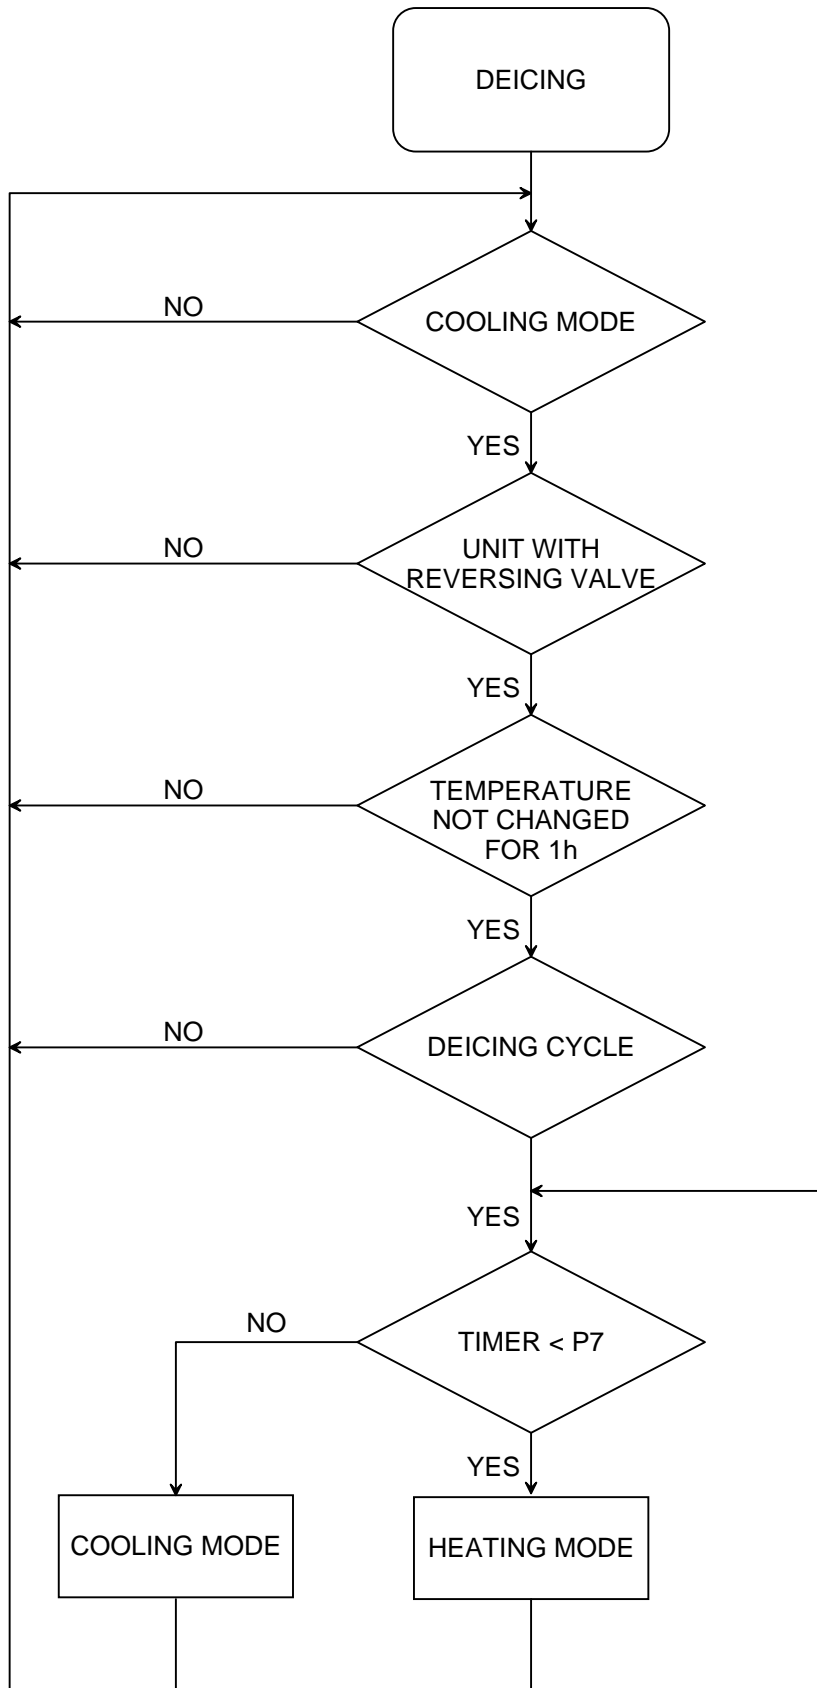 DEICING
NO
COOLING MODE
YES
NO
UNIT WITH
REVERSING VALVE
YES
NO
TEMPERATURE
NOT CHANGED
FOR 1h
YES
NO
DEICING CYCLE
YES
NO
TIMER < P7
YES
COOLING MODE
HEATING MODE